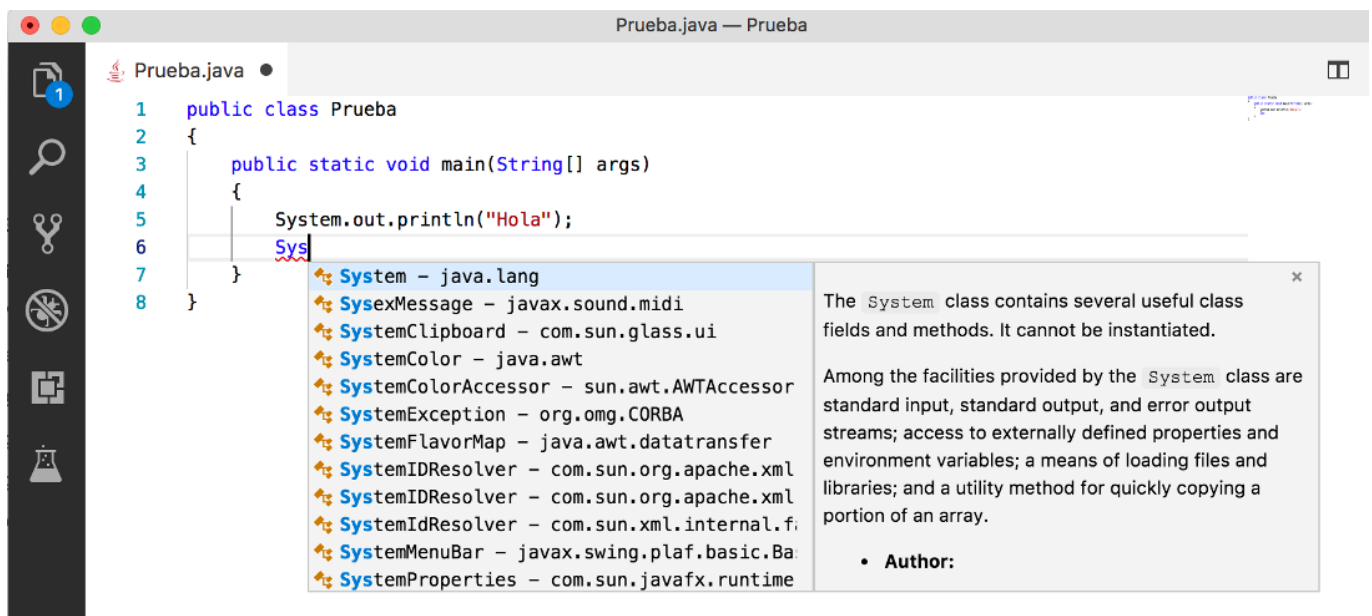 Prueba.java — Prueba
1
Prueba.java ●
1 public class Prueba
2 {
3 public static void main(String[] args)
4 {
5 System.out.println("Hola");
6 Sys
7 }
8 }
System – java.lang
SysexMessage – javax.sound.midi
SystemClipboard – com.sun.glass.ui
SystemColor – java.awt
SystemColorAccessor – sun.awt.AWTAccessor
SystemException – org.omg.CORBA
SystemFlavorMap – java.awt.datatransfer
SystemIDResolver – com.sun.org.apache.xml
SystemIDResolver – com.sun.org.apache.xml
SystemIdResolver – com.sun.xml.internal.f
SystemMenuBar – javax.swing.plaf.basic.Ba
SystemProperties – com.sun.javafx.runtime
×
The System class contains several useful class
fields and methods. It cannot be instantiated.
Among the facilities provided by the System class are
standard input, standard output, and error output
streams; access to externally defined properties and
environment variables; a means of loading files and
libraries; and a utility method for quickly copying a
portion of an array.
• Author: